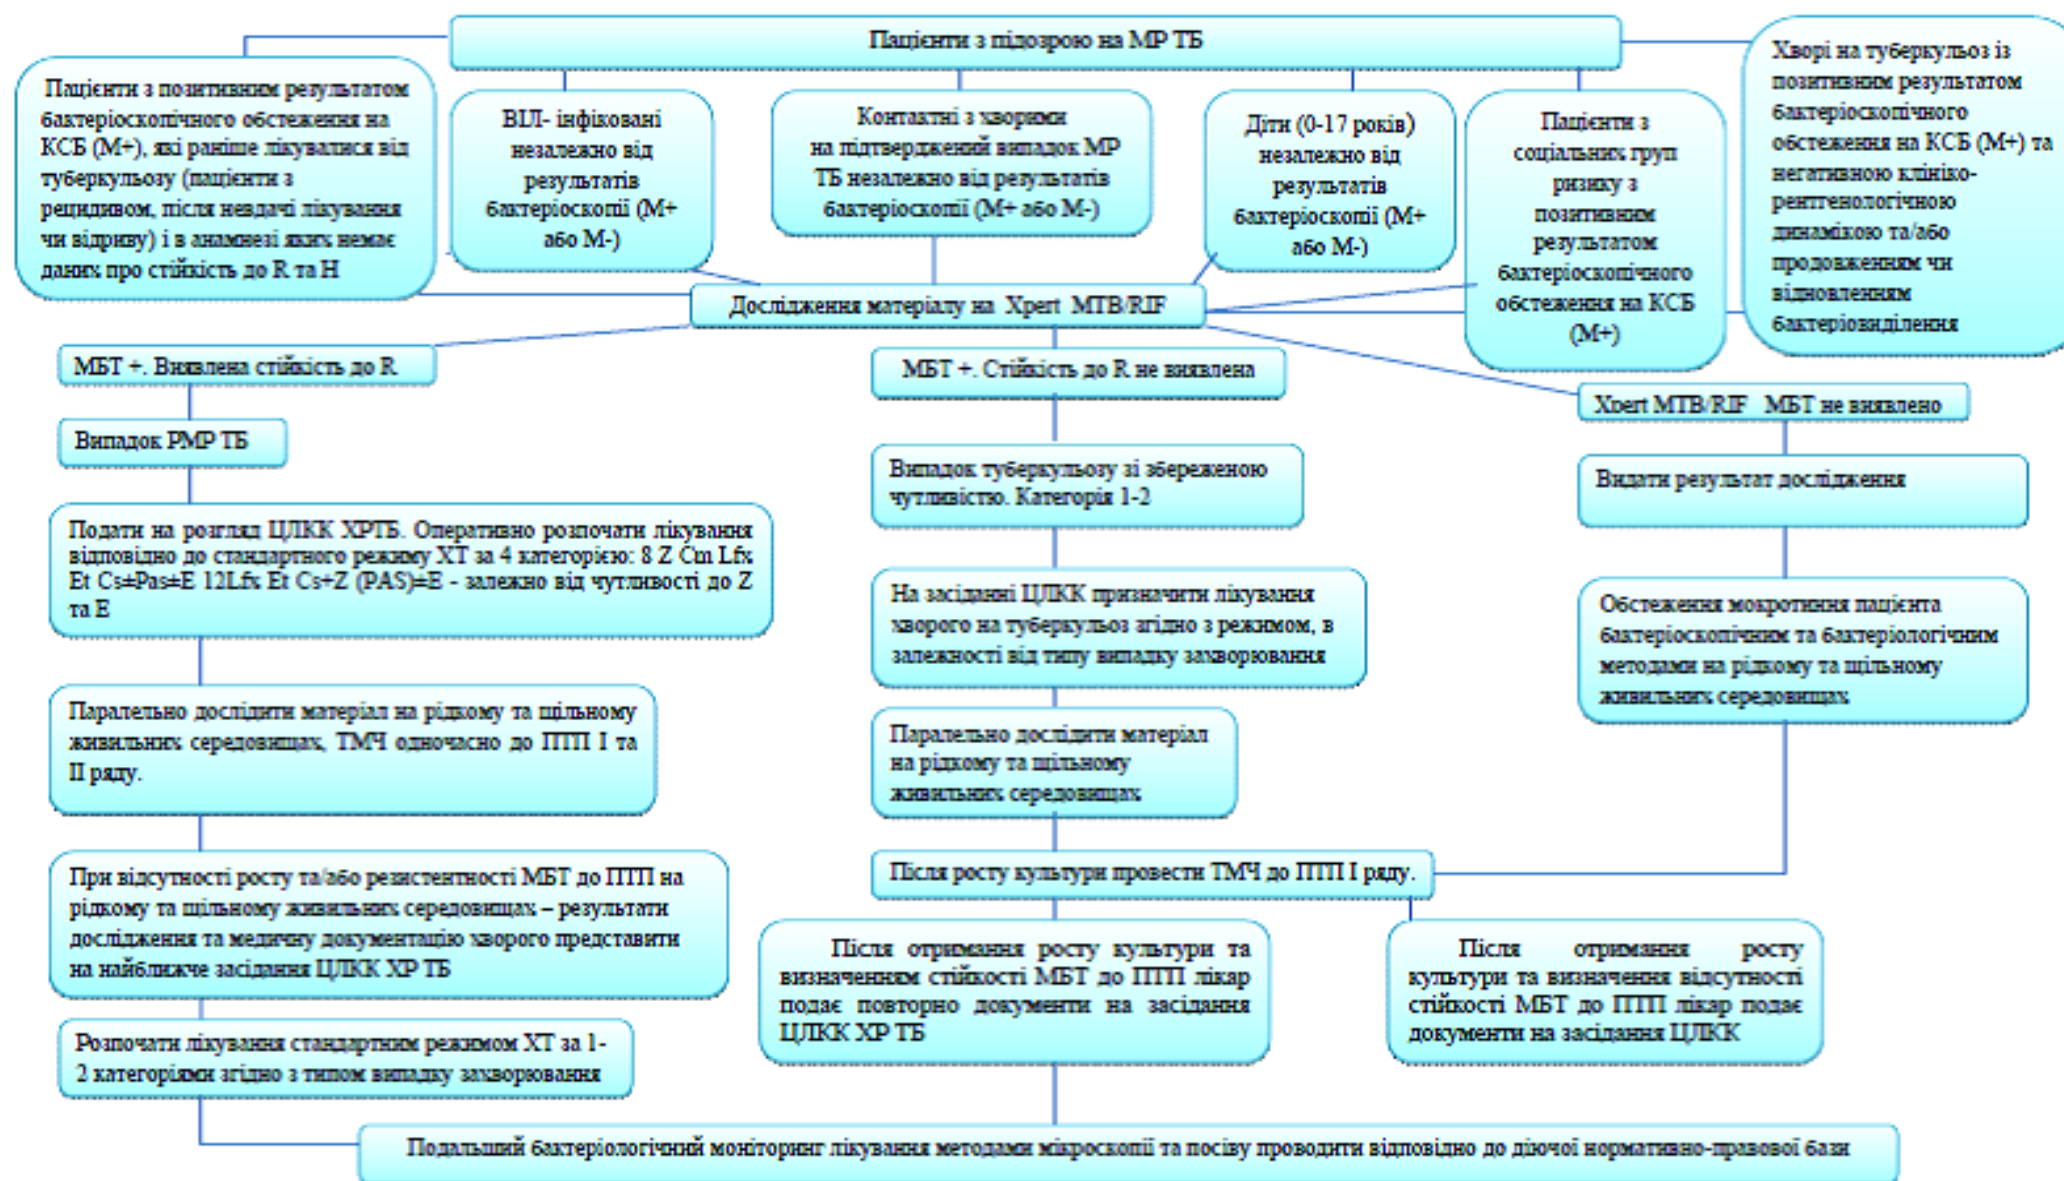 Пацієнти з підозрою на МР ТБ
Пацієнти з позитивним результатом
бактеріоскопічного обстеження на
КСБ (М+), які раніше лікувалися від
туберкульозу (пацієнти з
рецидивом, після невдачі лікування
чи відриву) і в анамнезі яких немає
даних про стійкість до R та H
ВІЛ- інфіковані
незалежно від
результатів
бактеріоскопії (М+
або М-)
Контактні з хворими
на підтверджений випадок МР
ТБ незалежно від результатів
бактеріоскопії (М+ або М-)
Діти (0-17 років)
незалежно від
результатів
бактеріоскопії (М+
або М-)
Пацієнти з
соціальних груп
ризику з
позитивним
результатом
бактеріоскопічного
обстеження на КСБ
(М+)
Хворі на туберкульоз із
позитивним результатом
бактеріоскопічного
обстеження на КСБ (М+) та
негативною клініко-
рентгенологічною
динамікою та/або
продовженням чи
відновленням
бактеріовиділення
Дослідження матеріалу на Xpert MTB/RIF
МБТ +. Виявлена стійкість до R
Випадок РМР ТБ
Подати на розгляд ЦЛКК ХРТБ. Оперативно розпочати лікування
відповідно до стандартного режиму ХТ за 4 категорією: 8 Z Cm Lfx
Et Cs±Pas±E 12Lfx Et Cs+Z (PAS)±E - залежно від чутливості до Z
та E
Паралельно дослідити матеріал на рідкому та щільному
живильних середовищах, ТМЧ одночасно до ПТП I та
II ряду.
При відсутності росту та/або резистентності МБТ до ПТП на
рідкому та щільному живильних середовищах – результати
дослідження та медичну документацію хворого представити
на найближче засідання ЦЛКК ХР ТБ
Розпочати лікування стандартним режимом ХТ за 1-
2 категоріями згідно з типом випадку захворювання
МБТ +. Стійкість до R не виявлена
Випадок туберкульозу зі збереженою
чутливістю. Категорія 1-2
На засіданні ЦЛКК призначити лікування
хворого на туберкульоз згідно з режимом, в
залежності від типу випадку захворювання
Паралельно дослідити матеріал
на рідкому та щільному
живильних середовищах
Після росту культури провести ТМЧ до ПТП I ряду.
Після отримання росту культури та
визначенням стійкості МБТ до ПТП лікар
подає повторно документи на засідання
ЦЛКК ХР ТБ
Xpert MTB/RIF МБТ не виявлено
Видати результат дослідження
Обстеження мокротиння пацієнта
бактеріоскопічним та бактеріологічним
методами на рідкому та щільному
живильних середовищах
Після отримання росту
культури та визначення відсутності
стійкості МБТ до ПТП лікар подає
документи на засідання ЦЛКК
Подальший бактеріологічний моніторинг лікування методами мікроскопії та посіву проводити відповідно до діючої нормативно-правової бази